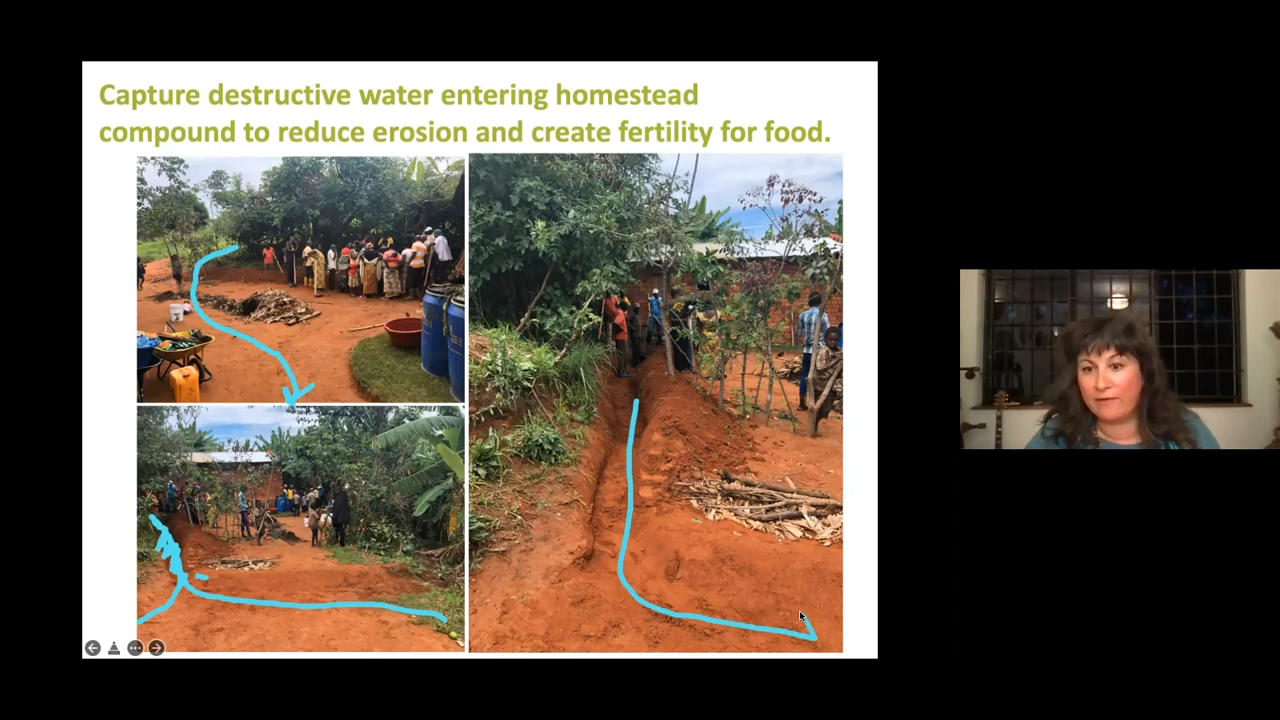 Capture destructive water entering homestead
compound to reduce erosion and create fertility for food.